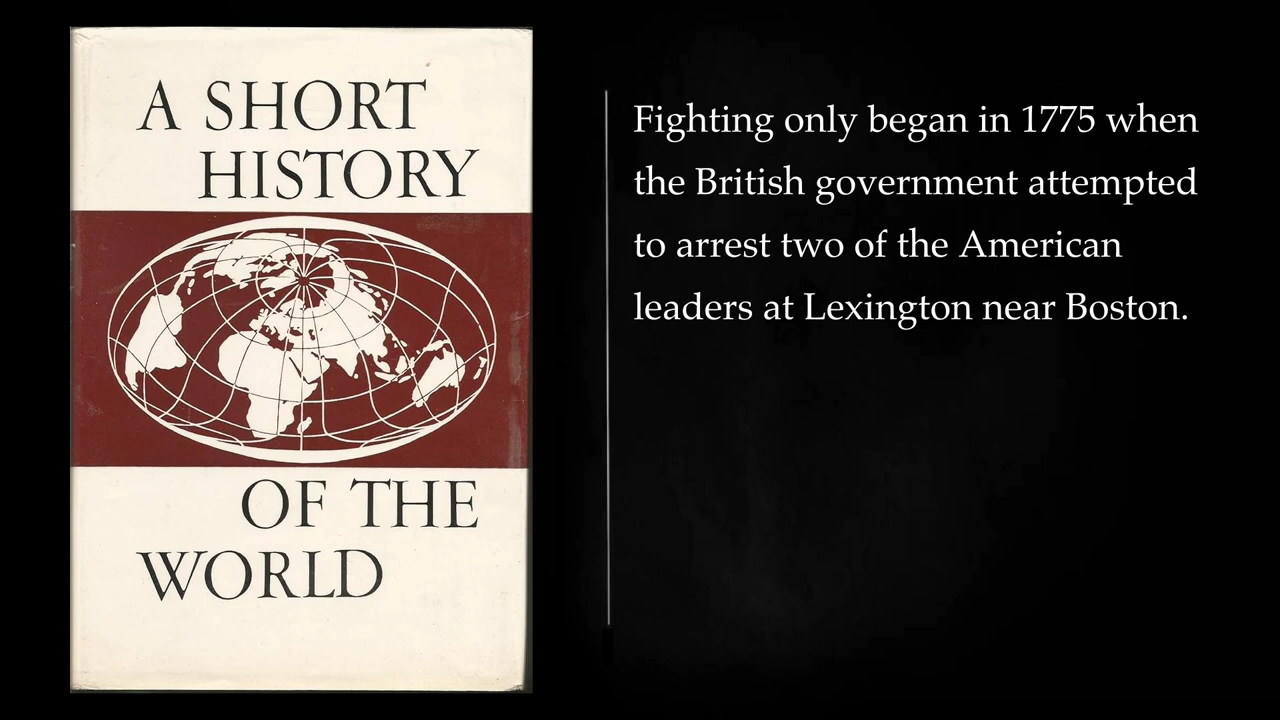 A SHORT
HISTORY
OF THE
WORLD
Fighting only began in 1775 when
the British government attempted
to arrest two of the American
leaders at Lexington near Boston.